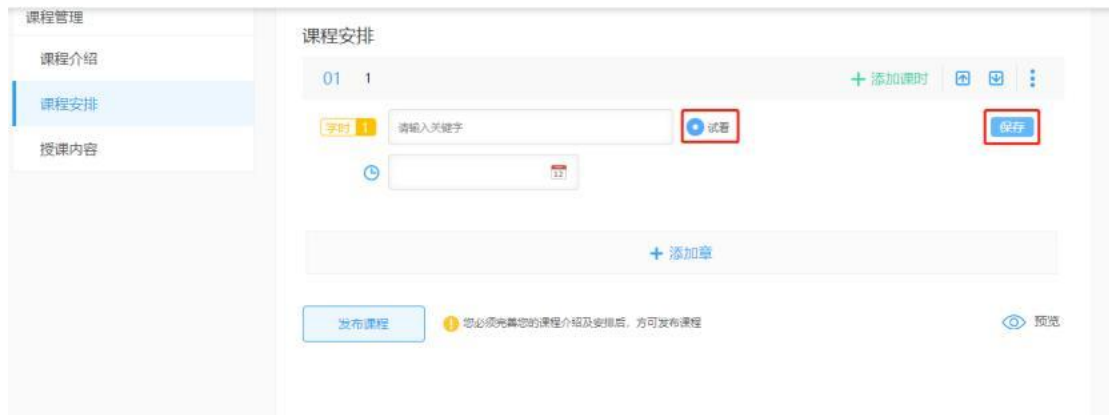 课程管理
课程介绍
课程安排
授课内容
课程安排
01 1 + 添加课时
学时 1 请输入关键字 试看 保存
12
+ 添加章
发布课程 您必须完善您的课程介绍及安排后，方可发布课程 预览